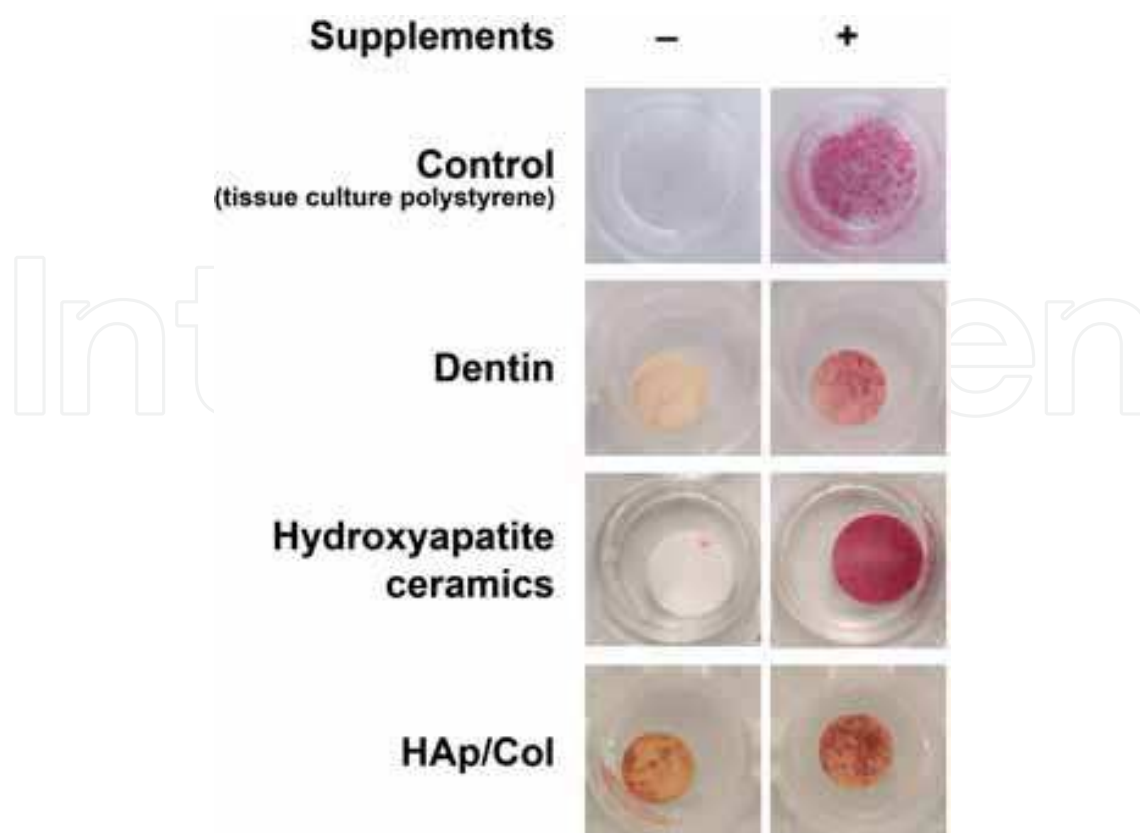 Supplements – +
Control
(tissue culture polystyrene)
Dentin
Hydroxyapatite
ceramics
HAp/Col